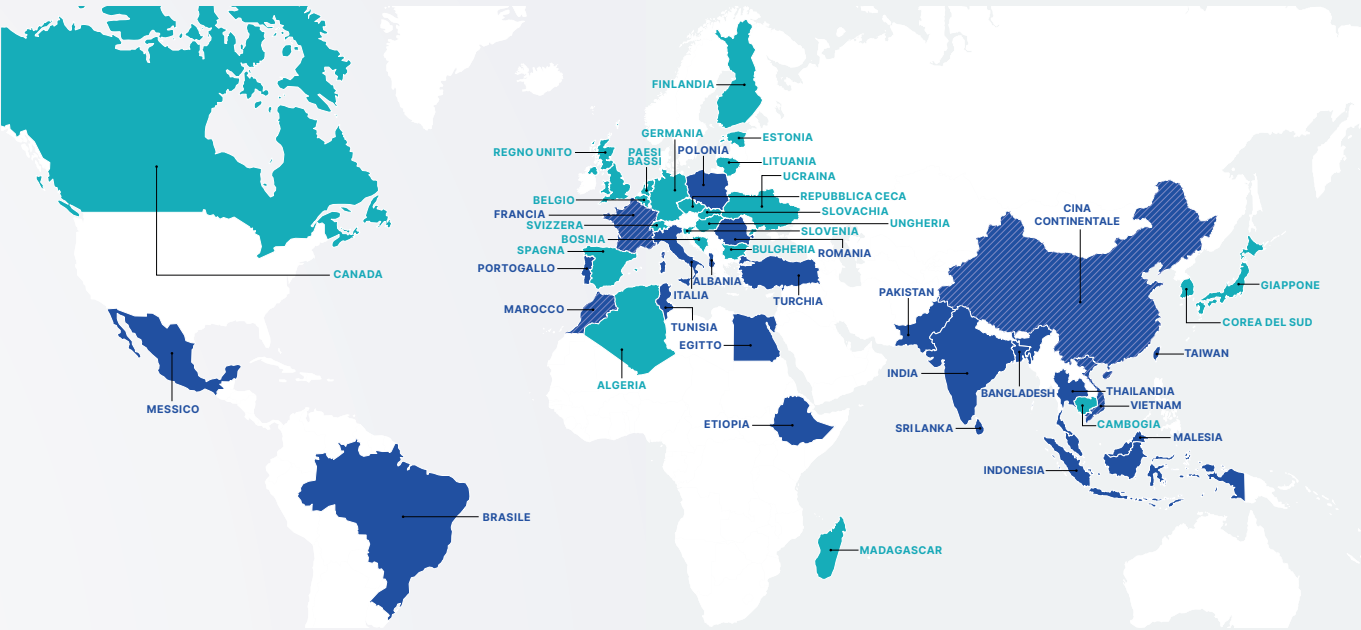 FINLANDIA
GERMANIA
ESTONIA
REGNO UNITO
PAESI
BASSI
POLONIA
LITUANIA
UCRAINA
BELGIO
REPUBBLICA CECA
FRANCIA
SLOVACHIA
SVIZZERA
UNGHERIA
SLOVENIA
BOSNIA
SPAGNA
BULGHERIA
ROMANIA
PORTOGALLO
ALBANIA
ITALIA
TURCHIA
MAROCCO
TUNISIA
EGITTO
ALGERIA
CANADA
MESSICO
BRASILE
ETIOPIA
MADAGASCAR
CINA
CONTINENTALE
PAKISTAN
GIAPPONE
COREA DEL SUD
TAIWAN
INDIA
BANGLADESH
THAILANDIA
VIETNAM
CAMBOGIA
SRI LANKA
MALESIA
INDONESIA